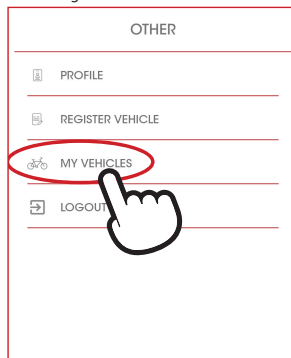 OTHER
PROFILE
REGISTER VEHICLE
MY VEHICLES
LOGOUT